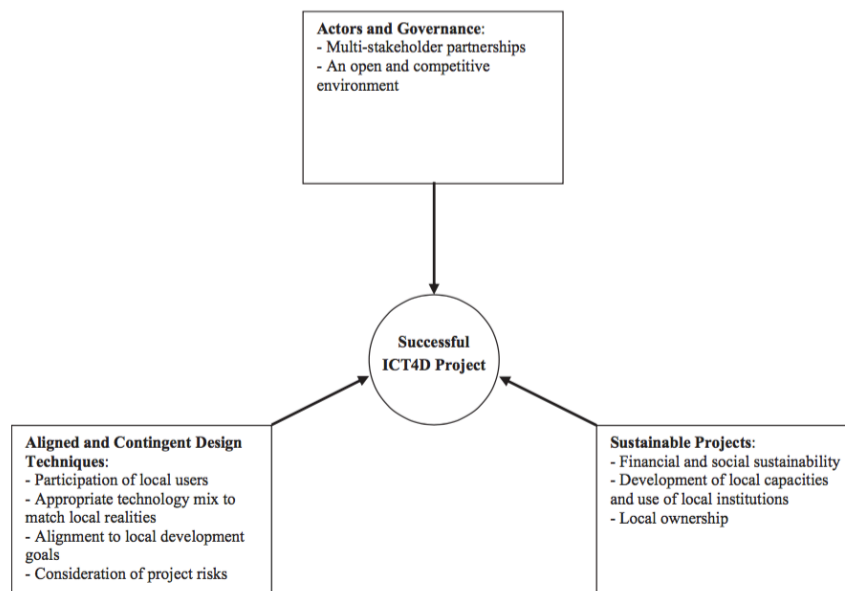 Actors and Governance:
- Multi-stakeholder partnerships
- An open and competitive
environment
Successful
ICT4D Project
Aligned and Contingent Design
Techniques:
- Participation of local users
- Appropriate technology mix to
match local realities
- Alignment to local development
goals
- Consideration of project risks
Sustainable Projects:
- Financial and social sustainability
- Development of local capacities
and use of local institutions
- Local ownership